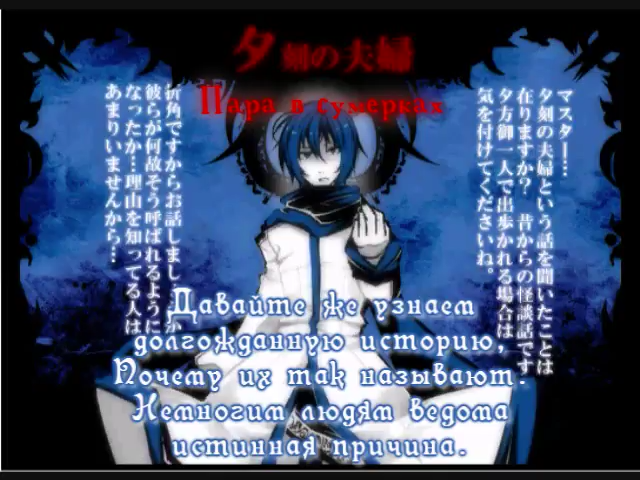 夕刻の夫婦
Пара в сумерках
マスター…
夕刻の夫婦という話を聞いたことは
在りますか？ 昔からの怪談話です
夕方御一人で出歩かれる場合は
気を付けてくださいね。
折角ですからお話しまし
彼らが何故そう呼ばれるように
なったか…理由を知ってる人は
あまりいませんから…
Давайте же узнаем
долгожданную историю,
Почему их так называют.
Немногим людям ведома
истинная причина.